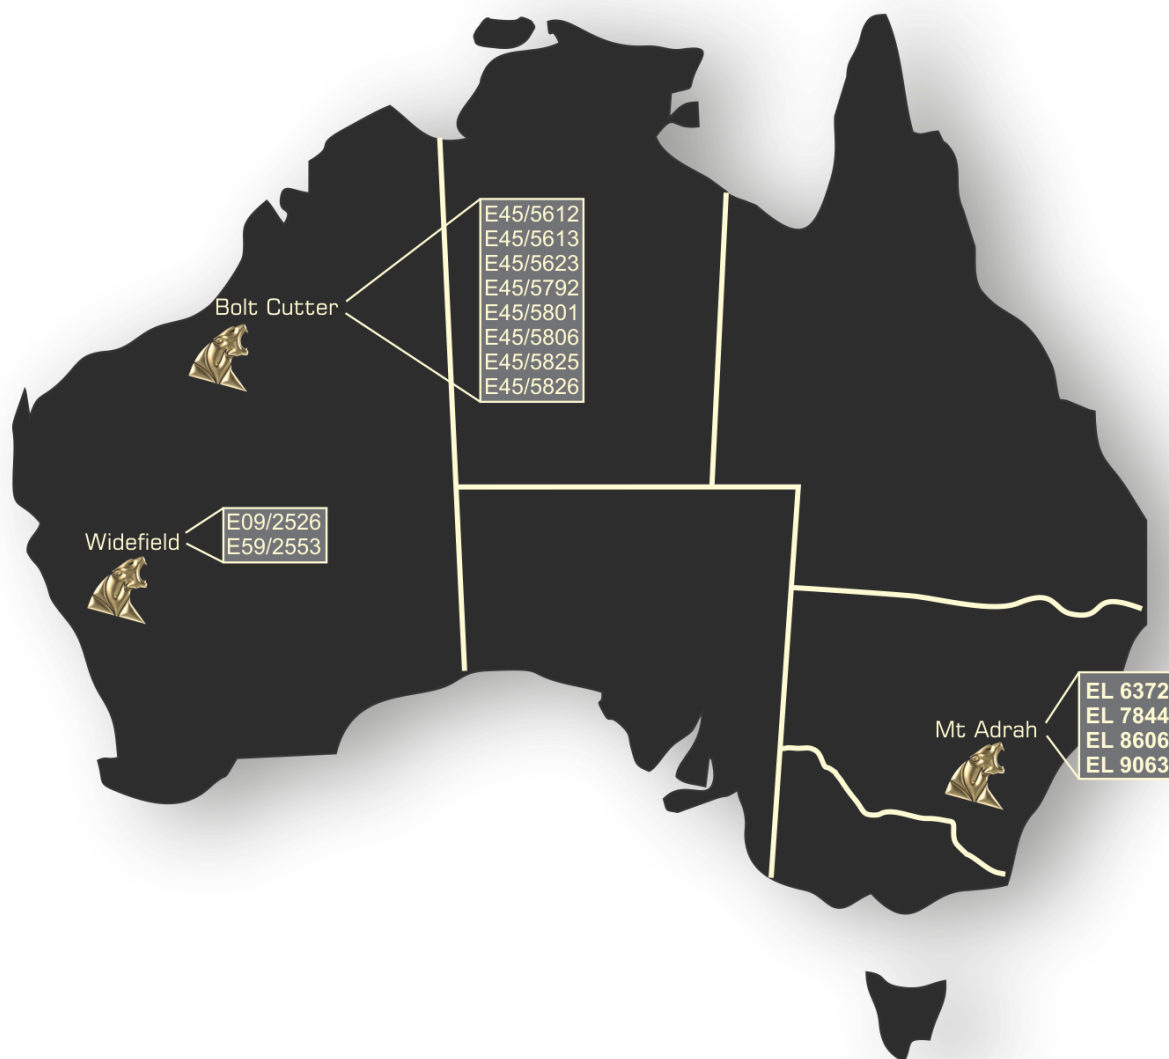 Bolt Cutter
E45/5612
E45/5613
E45/5623
E45/5792
E45/5801
E45/5806
E45/5825
E45/5826
Widefield
E09/2526
E59/2553
Mt Adrah
EL 6372
EL 7844
EL 8606
EL 9063